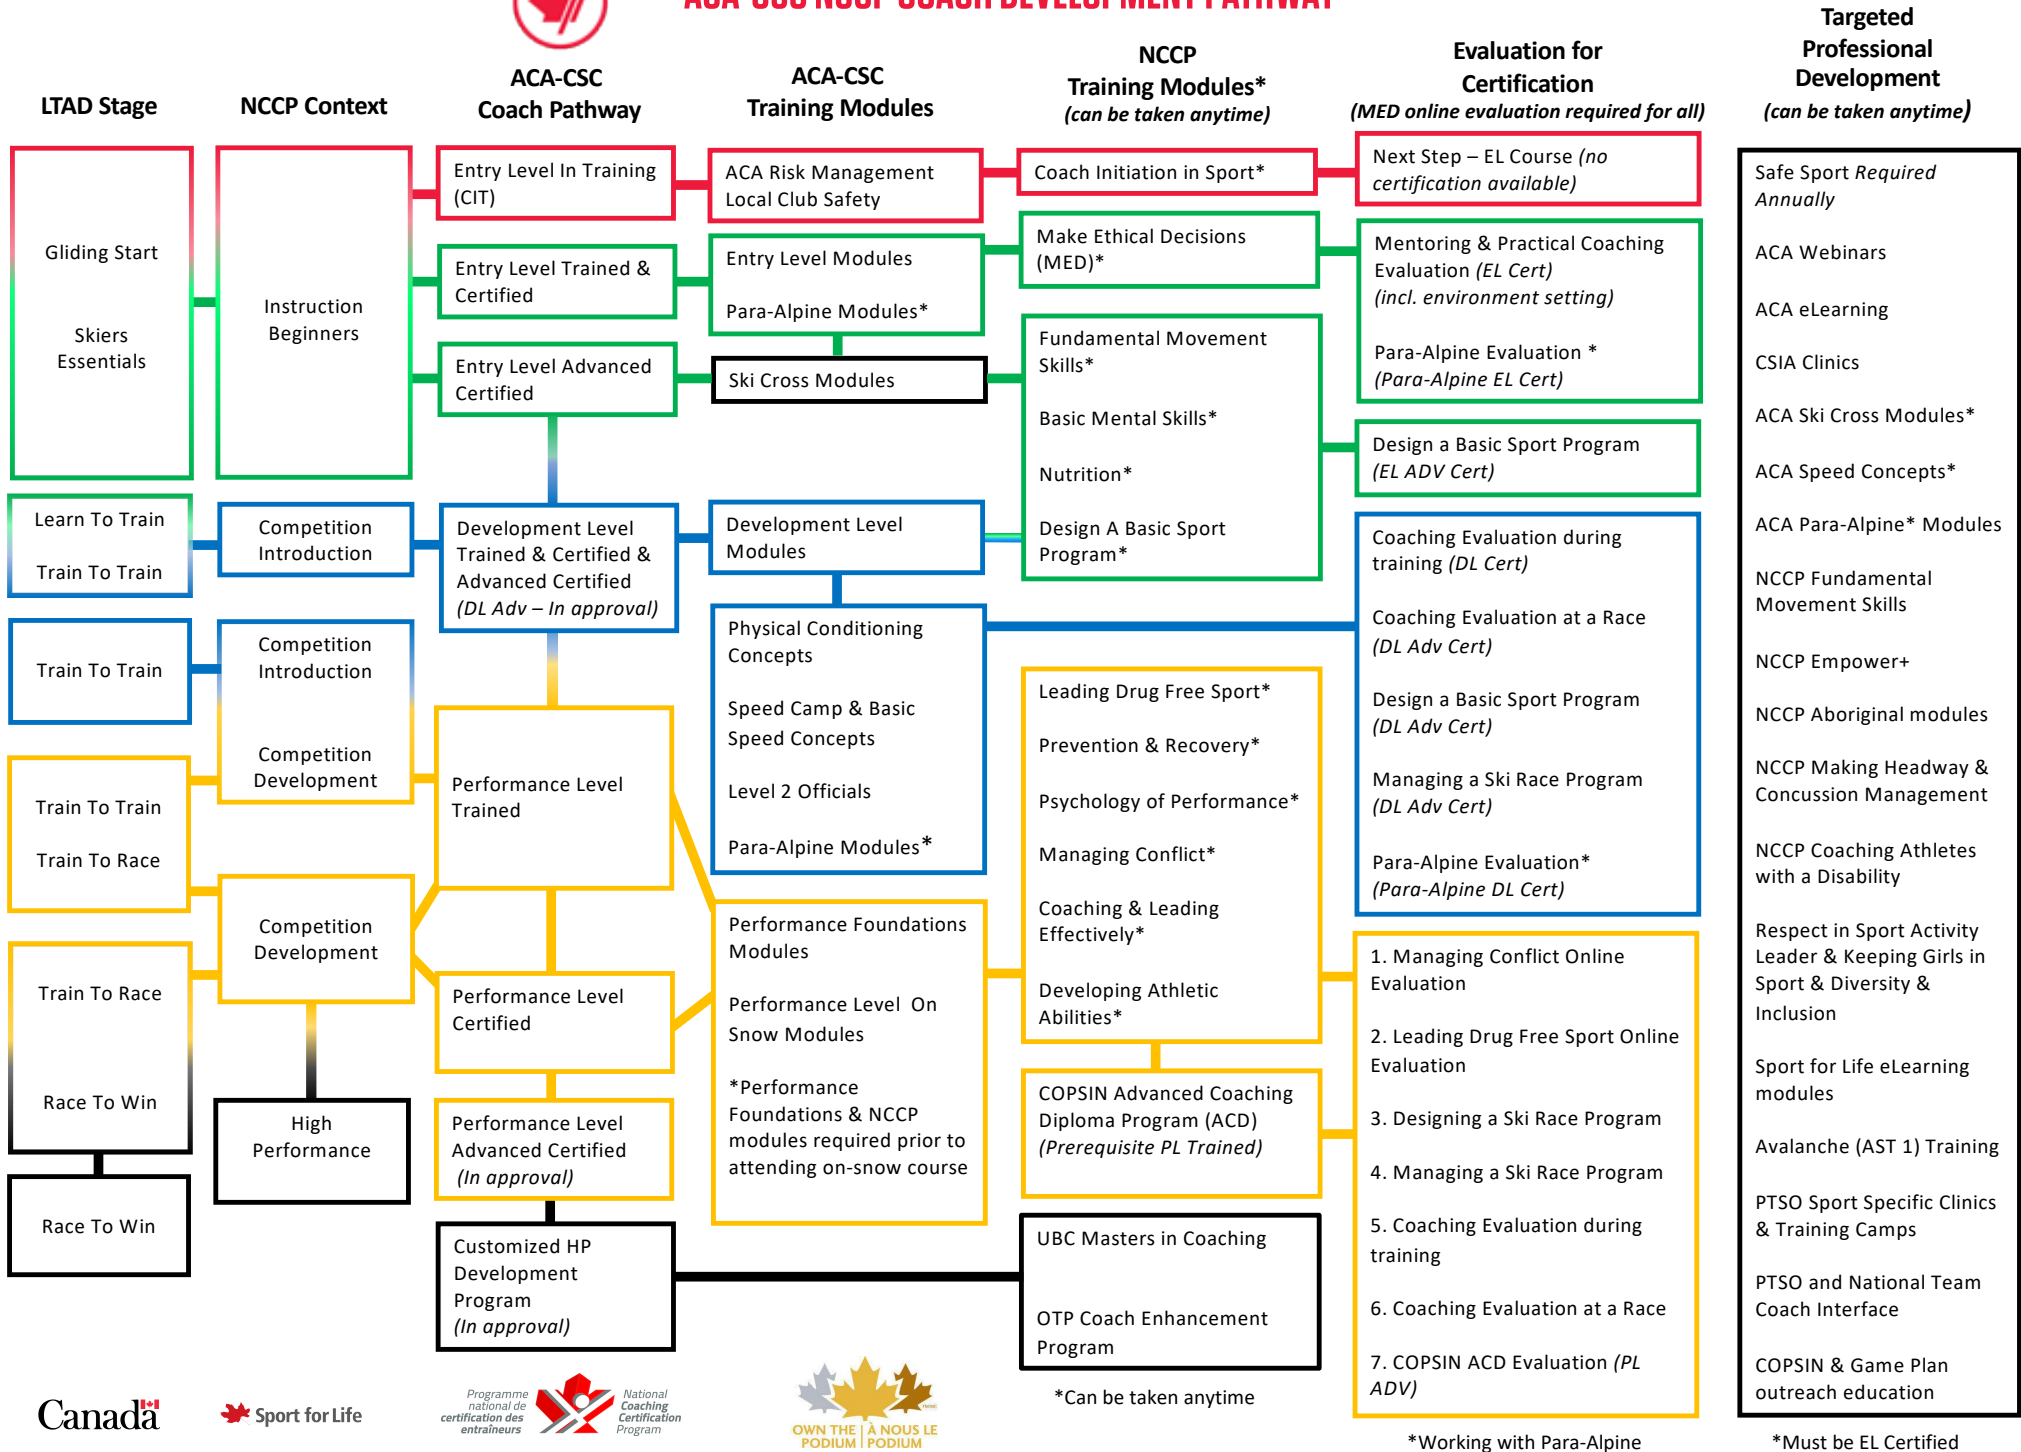 ACA-CSC NCCP COACH DEVELOPMENT PATHWAY
LTAD Stage
NCCP Context
ACA-CSC
Coach Pathway
ACA-CSC
Training Modules
NCCP
Training Modules*
(can be taken anytime)
Evaluation for
Certification
(MED online evaluation required for all)
Targeted
Professional
Development
(can be taken anytime)
Gliding Start
Skiers
Essentials
Learn To Train
Train To Train
Train To Train
Train To Train
Train To Race
Train To Race
Race To Win
Race To Win
Instruction
Beginners
Competition
Introduction
Competition
Introduction
Competition
Development
Competition
Development
High
Performance
Entry Level In Training
(CIT)
Entry Level Trained &
Certified
Entry Level Advanced
Certified
Development Level
Trained & Certified &
Advanced Certified
(DL Adv – In approval)
Performance Level
Trained
Performance Level
Certified
Performance Level
Advanced Certified
(In approval)
Customized HP
Development
Program
(In approval)
ACA Risk Management
Local Club Safety
Entry Level Modules
Para-Alpine Modules*
Ski Cross Modules
Development Level
Modules
Physical Conditioning
Concepts
Speed Camp & Basic
Speed Concepts
Level 2 Officials
Para-Alpine Modules*
Performance Foundations
Modules
Performance Level On
Snow Modules
*Performance
Foundations & NCCP
modules required prior to
attending on-snow course
Coach Initiation in Sport*
Make Ethical Decisions
(MED)*
Fundamental Movement
Skills*
Basic Mental Skills*
Nutrition*
Design A Basic Sport
Program*
Leading Drug Free Sport*
Prevention & Recovery*
Psychology of Performance*
Managing Conflict*
Coaching & Leading
Effectively*
Developing Athletic
Abilities*
COPSIN Advanced Coaching
Diploma Program (ACD)
(Prerequisite PL Trained)
UBC Masters in Coaching
OTP Coach Enhancement
Program
*Can be taken anytime
Next Step – EL Course (no
certification available)
Mentoring & Practical Coaching
Evaluation (EL Cert)
(incl. environment setting)
Para-Alpine Evaluation *
(Para-Alpine EL Cert)
Design a Basic Sport Program
(EL ADV Cert)
Coaching Evaluation during
training (DL Cert)
Coaching Evaluation at a Race
(DL Adv Cert)
Design a Basic Sport Program
(DL Adv Cert)
Managing a Ski Race Program
(DL Adv Cert)
Para-Alpine Evaluation*
(Para-Alpine DL Cert)
1. Managing Conflict Online
Evaluation
2. Leading Drug Free Sport Online
Evaluation
3. Designing a Ski Race Program
4. Managing a Ski Race Program
5. Coaching Evaluation during
training
6. Coaching Evaluation at a Race
7. COPSIN ACD Evaluation (PL
ADV)
*Working with Para-Alpine
Safe Sport Required
Annually
ACA Webinars
ACA eLearning
CSIA Clinics
ACA Ski Cross Modules*
ACA Speed Concepts*
ACA Para-Alpine* Modules
NCCP Fundamental
Movement Skills
NCCP Empower+
NCCP Aboriginal modules
NCCP Making Headway &
Concussion Management
NCCP Coaching Athletes
with a Disability
Respect in Sport Activity
Leader & Keeping Girls in
Sport & Diversity &
Inclusion
Sport for Life eLearning
modules
Avalanche (AST 1) Training
PTSO Sport Specific Clinics
& Training Camps
PTSO and National Team
Coach Interface
COPSIN & Game Plan
outreach education
*Must be EL Certified
Canada
Sport for Life
Programme
national de
certification des
entraîneurs
National
Coaching
Certification
Program
OWN THE
PODIUM
À NOUS LE
PODIUM